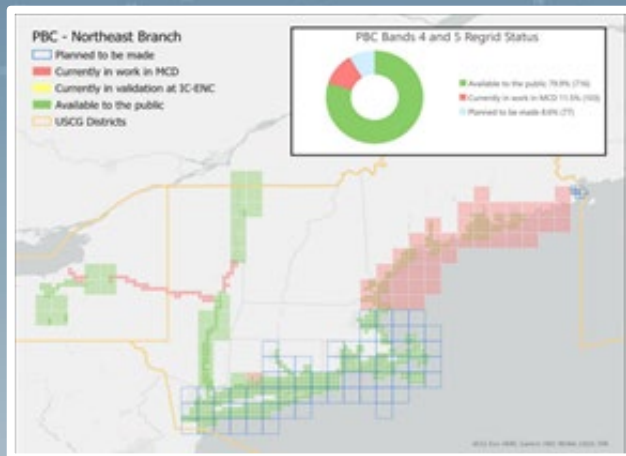 PBC - Northeast Branch
Planned to be made
Currently in work in MCD
Currently in validation at IC-ENC
Available to the public
USCG Districts
PBC Bands 4 and 5 Regrid Status
Available to the public 79.9% (716)
Currently in work in MCD 11.5% (103)
Planned to be made 8.6% (77)